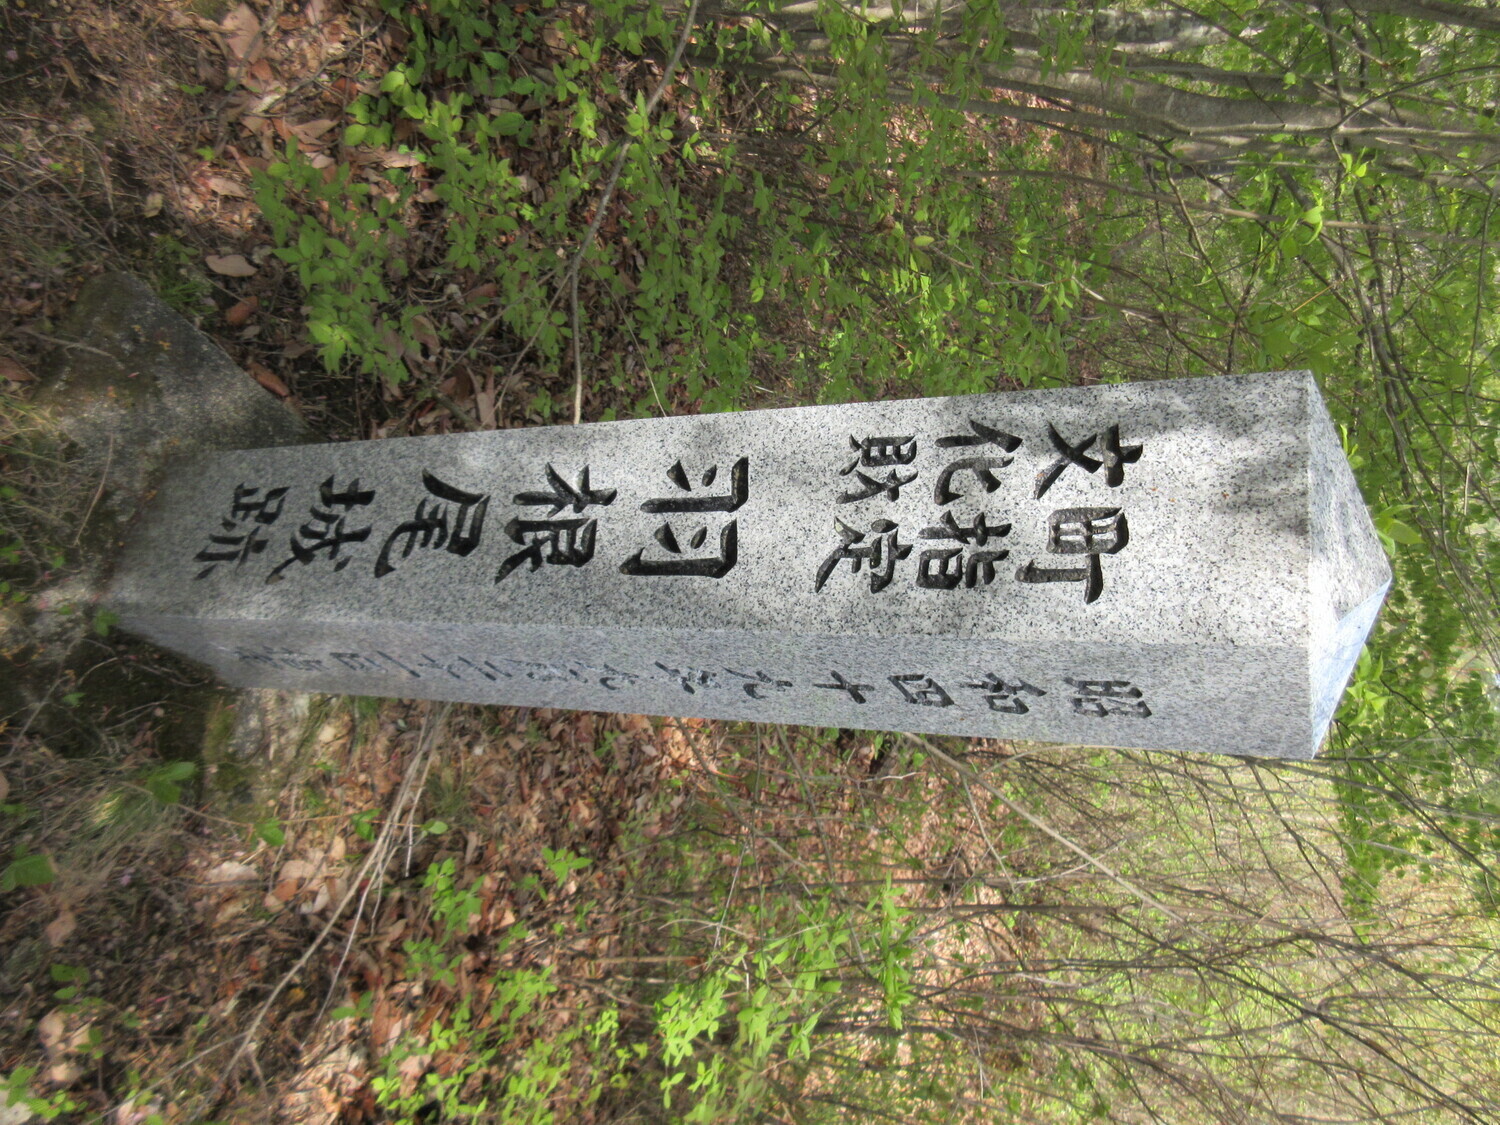 町指定
文化財
羽根尾城跡
昭和四十九年